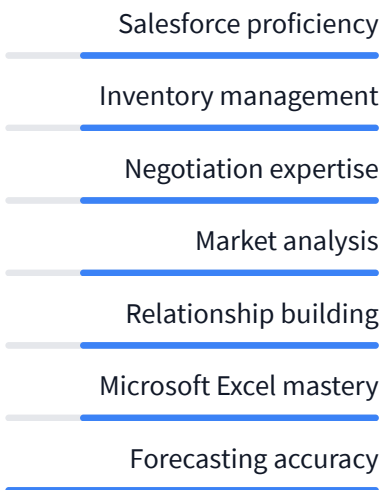 Salesforce proficiency
Inventory management
Negotiation expertise
Market analysis
Relationship building
Microsoft Excel mastery
Forecasting accuracy